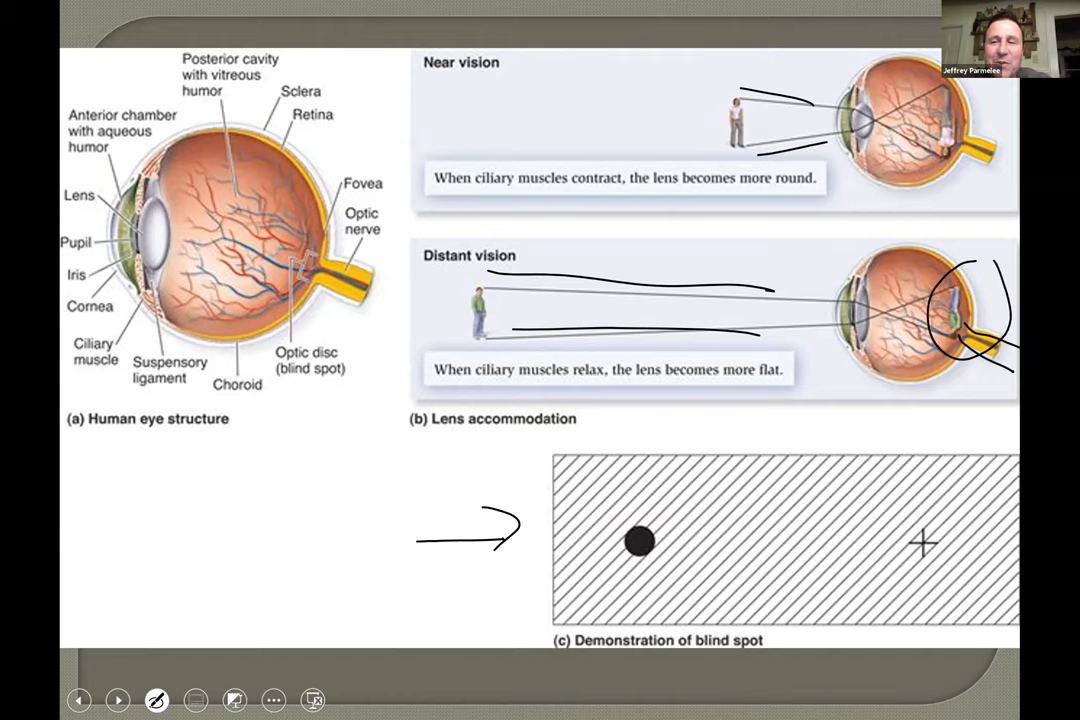 Jeffrey Parmelee
Posterior cavity
with vitreous
humor
Sclera
Retina
Anterior chamber
with aqueous
humor
Lens
Fovea
Optic
nerve
Pupil
Iris
Cornea
Ciliary
muscle
Suspensory
ligament
Choroid
Optic disc
(blind spot)
(a) Human eye structure
Near vision
When ciliary muscles contract, the lens becomes more round.
Distant vision
When ciliary muscles relax, the lens becomes more flat.
(b) Lens accommodation
(c) Demonstration of blind spot